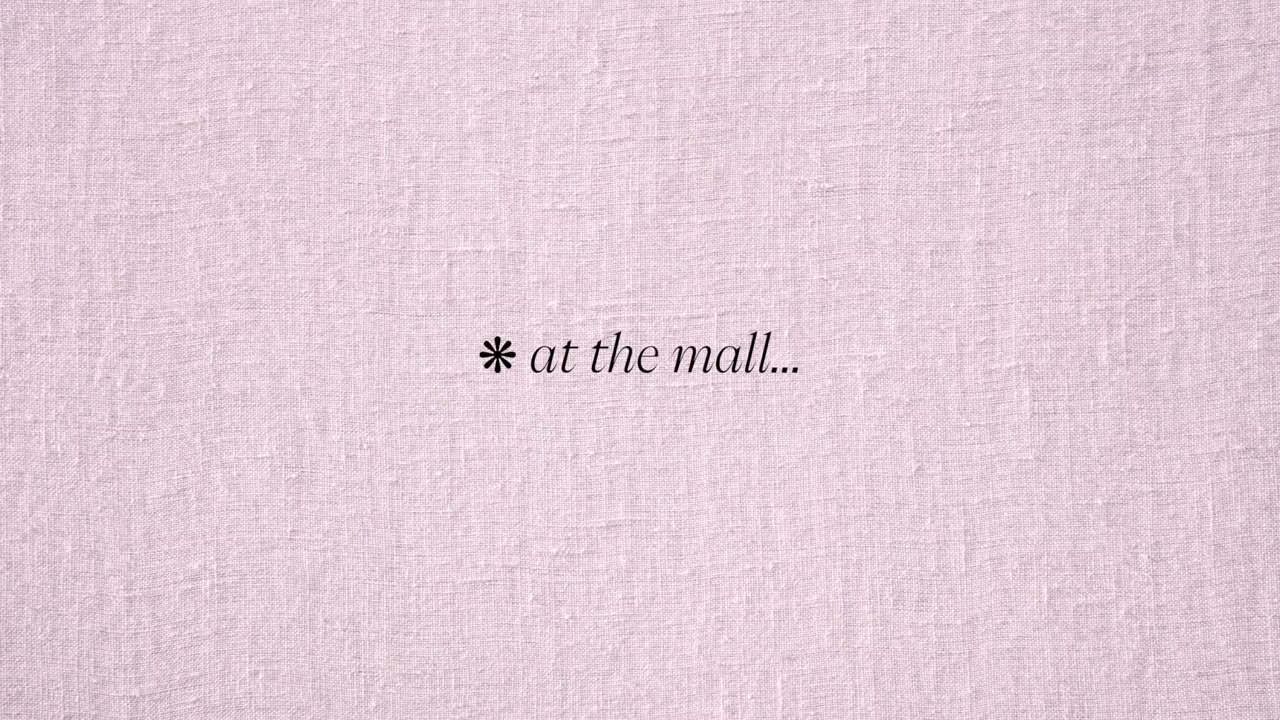 ❋ at the mall...